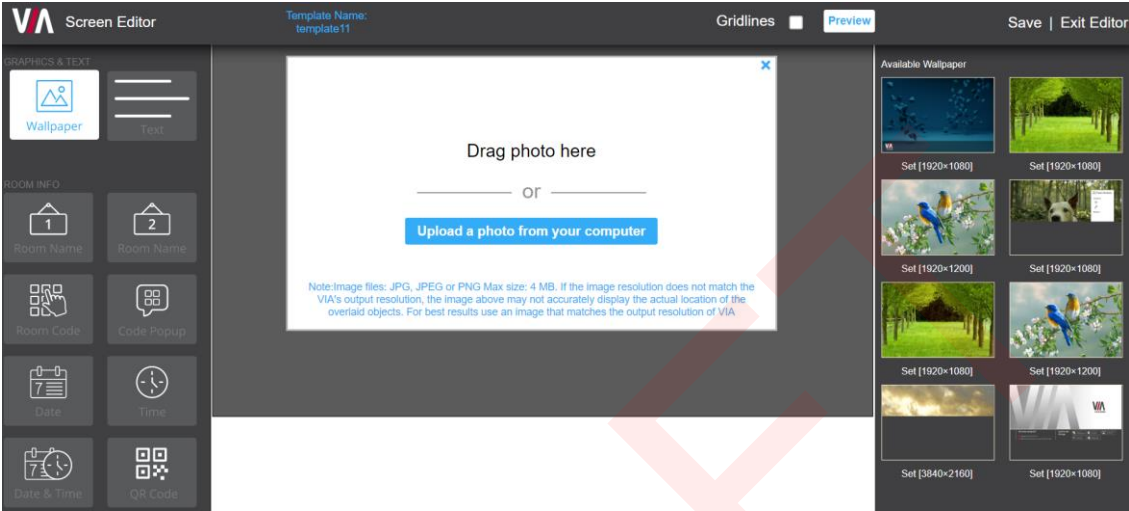 VIA Screen Editor
Template Name:
template11
Gridlines
Preview
Save | Exit Editor
GRAPHICS & TEXT
Wallpaper
Text
ROOM INFO
1
Room Name
2
Room Name
Room Code
Code Popup
7
Date
Time
7
Date & Time
QR Code
Drag photo here
or
Upload a photo from your computer
Note:Image files: JPG, JPEG or PNG Max size: 4 MB. If the image resolution does not match the
VIA's output resolution, the image above may not accurately display the actual location of the
overlaid objects. For best results use an image that matches the output resolution of VIA
Available Wallpaper
Set [1920×1080]
Set [1920×1080]
Set [1920×1200]
Set [1920×1080]
Set [1920×1080]
Set [1920×1200]
VIA
Set [3840×2160]
Set [1920×1080]